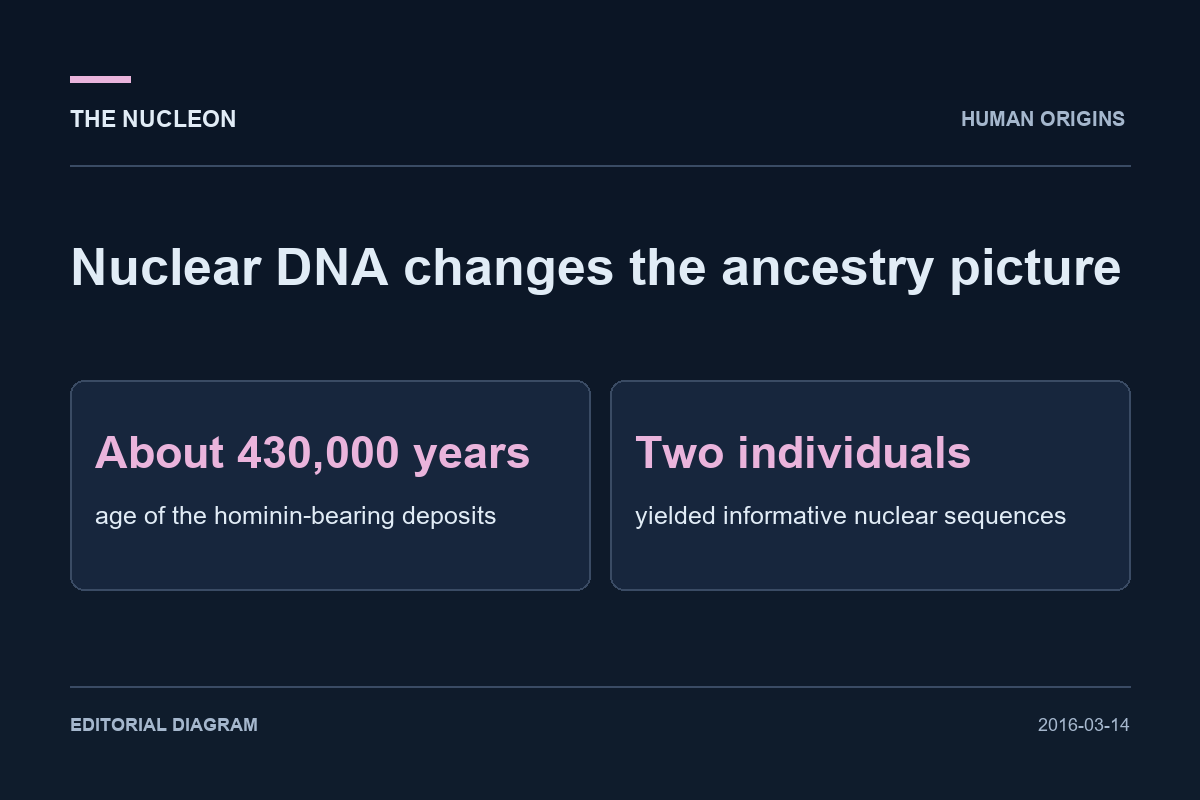 THE NUCLEON
HUMAN ORIGINS
Nuclear DNA changes the ancestry picture
About 430,000 years
age of the hominin-bearing deposits
Two individuals
yielded informative nuclear sequences
EDITORIAL DIAGRAM
2016-03-14